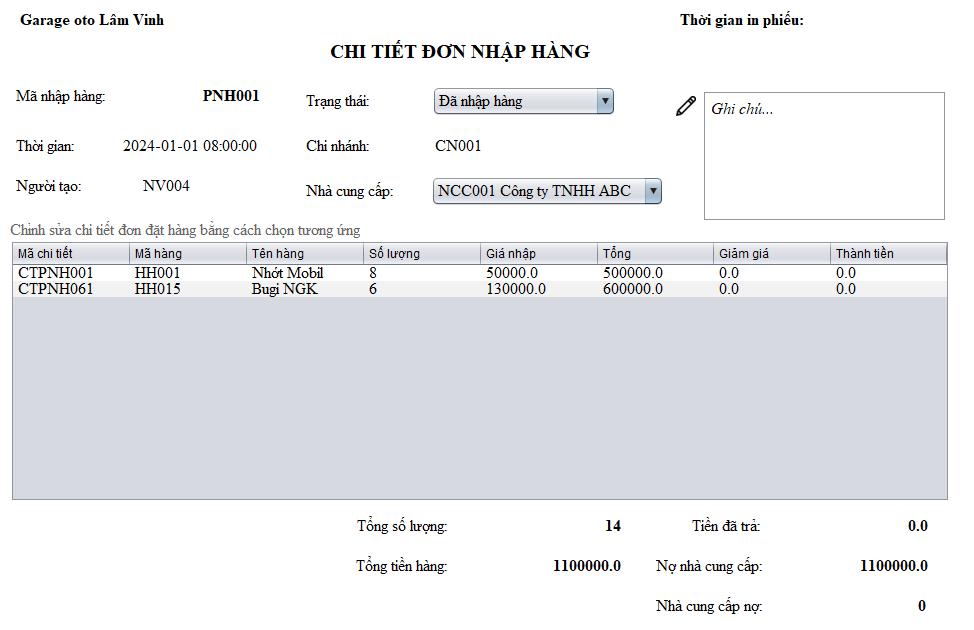 Garage oto Lâm Vinh Thời gian in phiếu:
CHI TIẾT ĐƠN NHẬP HÀNG
Mã nhập hàng: PNH001 Trạng thái: Đã nhập hàng Ghi chú...
Thời gian: 2024-01-01 08:00:00 Chi nhánh: CN001
Người tạo: NV004 Nhà cung cấp: NCC001 Công ty TNHH ABC
Chỉnh sửa chi tiết đơn đặt hàng bằng cách chọn tương ứng
Mã chi tiết Mã hàng Tên hàng Số lượng Giá nhập Tổng Giảm giá Thành tiền
CTPNH001 HH001 Nhớt Mobil 8 50000.0 500000.0 0.0 0.0
CTPNH061 HH015 Bugi NGK 6 130000.0 600000.0 0.0 0.0
Tổng số lượng: 14 Tiền đã trả: 0.0
Tổng tiền hàng: 1100000.0 Nợ nhà cung cấp: 1100000.0
Nhà cung cấp nợ: 0